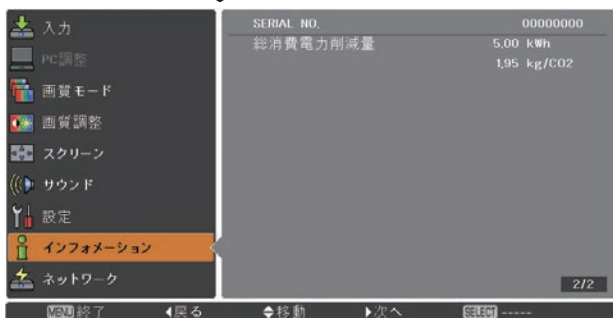 入力
PC調整
画質モード
画質調整
スクリーン
サウンド
設定
インフォメーション
ネットワーク
SERIAL NO. 00000000
総消費電力削減量 5.00 kWh
1.95 kg/CO2
2/2
MENU 終了 ◀戻る ◆移動 ▶次へ SELECT -----